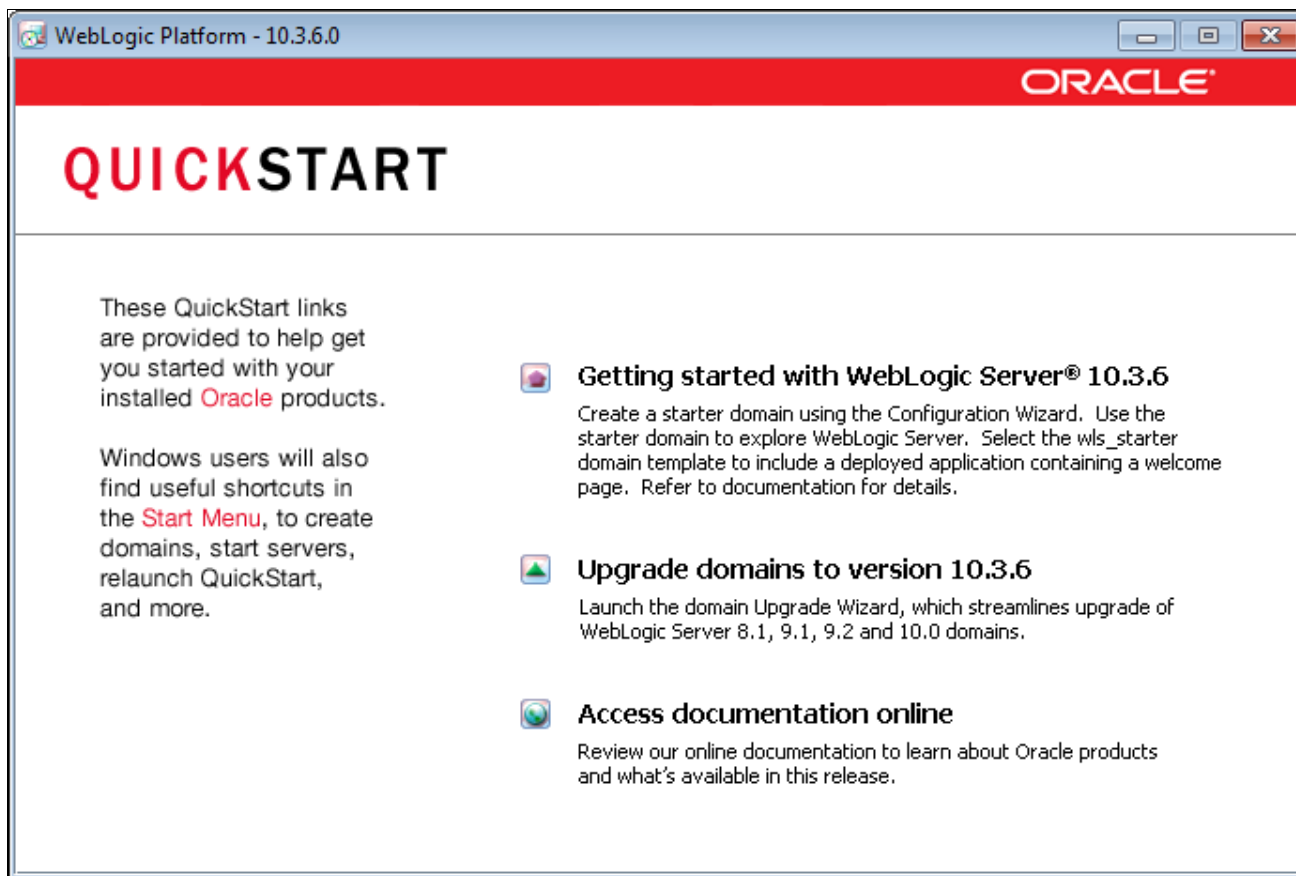 WebLogic Platform - 10.3.6.0
ORACLE®
QUICKSTART
These QuickStart links
are provided to help get
you started with your
installed Oracle products.
Windows users will also
find useful shortcuts in
the Start Menu, to create
domains, start servers,
relaunch QuickStart,
and more.
Getting started with WebLogic Server® 10.3.6
Create a starter domain using the Configuration Wizard.  Use the
starter domain to explore WebLogic Server.  Select the wls_starter
domain template to include a deployed application containing a welcome
page.  Refer to documentation for details.
Upgrade domains to version 10.3.6
Launch the domain Upgrade Wizard, which streamlines upgrade of
WebLogic Server 8.1, 9.1, 9.2 and 10.0 domains.
Access documentation online
Review our online documentation to learn about Oracle products
and what's available in this release.